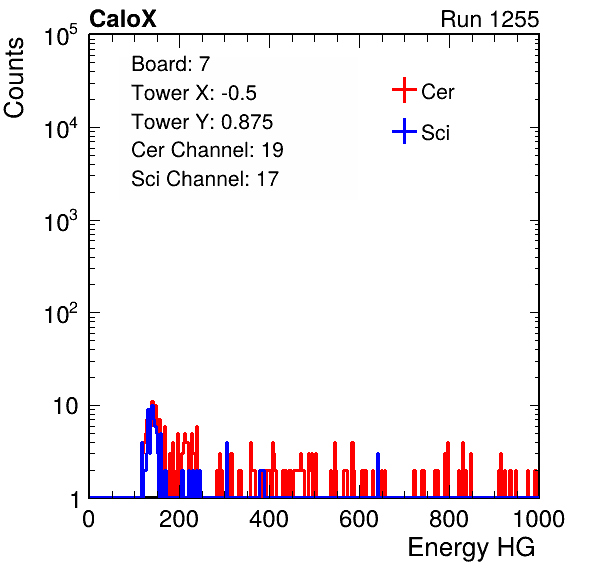 CaloX Run 1255
Counts
10^5
10^4
10^3
10^2
10
1
Board: 7
Tower X: -0.5
Tower Y: 0.875
Cer Channel: 19
Sci Channel: 17
Cer
Sci
0 200 400 600 800 1000
Energy HG